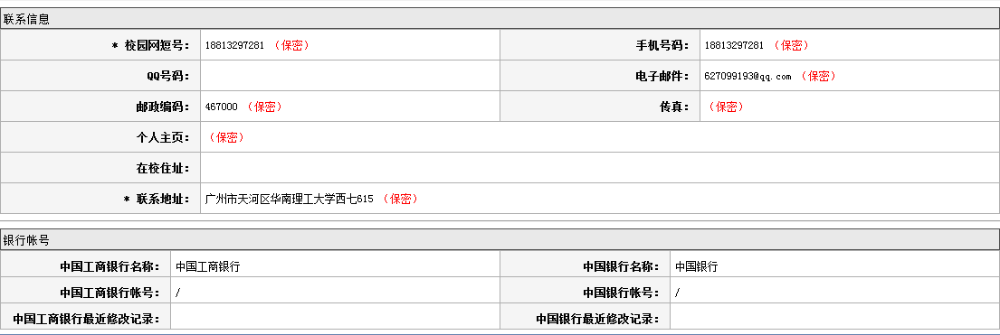 联系信息
* 校园网短号： 18813297281 （保密） 手机号码： 18813297281 （保密）
QQ号码： 电子邮件： 627099193@qq.com （保密）
邮政编码： 467000 （保密） 传真： （保密）
个人主页： （保密）
在校住址：
* 联系地址： 广州市天河区华南理工大学西七615 （保密）
银行帐号
中国工商银行名称： 中国工商银行 中国银行名称： 中国银行
中国工商银行帐号： / 中国银行帐号： /
中国工商银行最近修改记录： 中国银行最近修改记录：